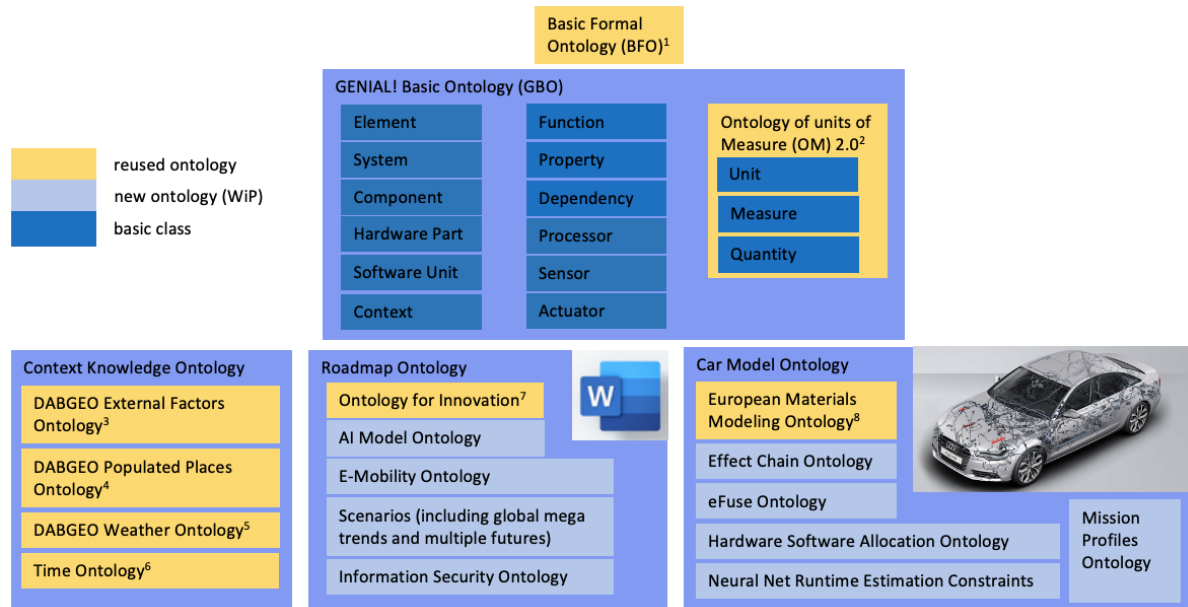 Basic Formal
Ontology (BFO)¹
GENIAL! Basic Ontology (GBO)
Element
System
Component
Hardware Part
Software Unit
Context
Function
Property
Dependency
Processor
Sensor
Actuator
Ontology of units of
Measure (OM) 2.0²
Unit
Measure
Quantity
reused ontology
new ontology (WiP)
basic class
Context Knowledge Ontology
DABGEO External Factors
Ontology³
DABGEO Populated Places
Ontology⁴
DABGEO Weather Ontology⁵
Time Ontology⁶
Roadmap Ontology
W
Ontology for Innovation⁷
AI Model Ontology
E-Mobility Ontology
Scenarios (including global mega
trends and multiple futures)
Information Security Ontology
Car Model Ontology
European Materials
Modeling Ontology⁸
Effect Chain Ontology
eFuse Ontology
Hardware Software Allocation Ontology
Neural Net Runtime Estimation Constraints
Mission
Profiles
Ontology